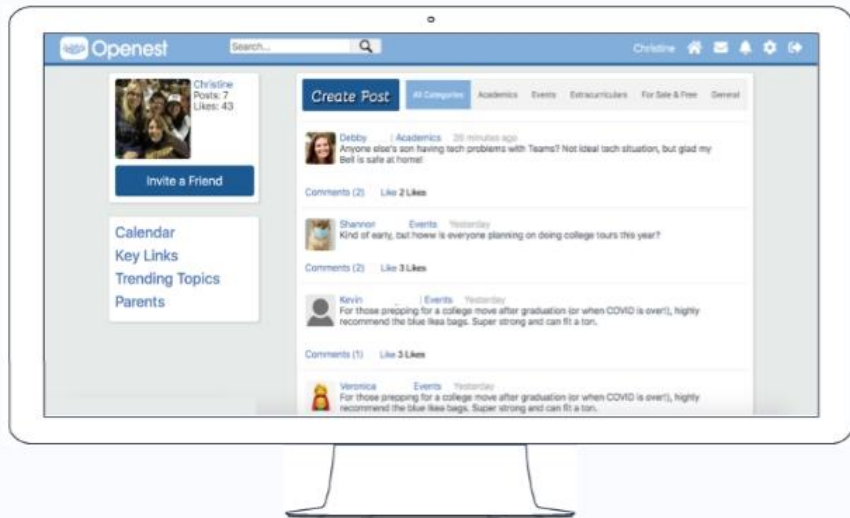 Openest
Search...
Christine
Christine
Posts: 7
Likes: 43
Invite a Friend
Calendar
Key Links
Trending Topics
Parents
Create Post
All Categories Academics Events Extracurriculars For Sale & Free General
Debby | Academics 26 minutes ago
Anyone else's son having tech problems with Teams? Not ideal tech situation, but glad my
Bell is safe at home!
Comments (2) Like 2 Likes
Shannon Events Yesterday
Kind of early, but howw is everyone planning on doing college tours this year?
Comments (2) Like 3 Likes
Kevin | Events Yesterday
For those prepping for a college move after graduation (or when COVID is over!), highly
recommend the blue Ikea bags. Super strong and can fit a ton.
Comments (1) Like 3 Likes
Veronica Events Yesterday
For those prepping for a college move after graduation (or when COVID is over!), highly
recommend the blue Ikea bags. Super strong and can fit a ton.